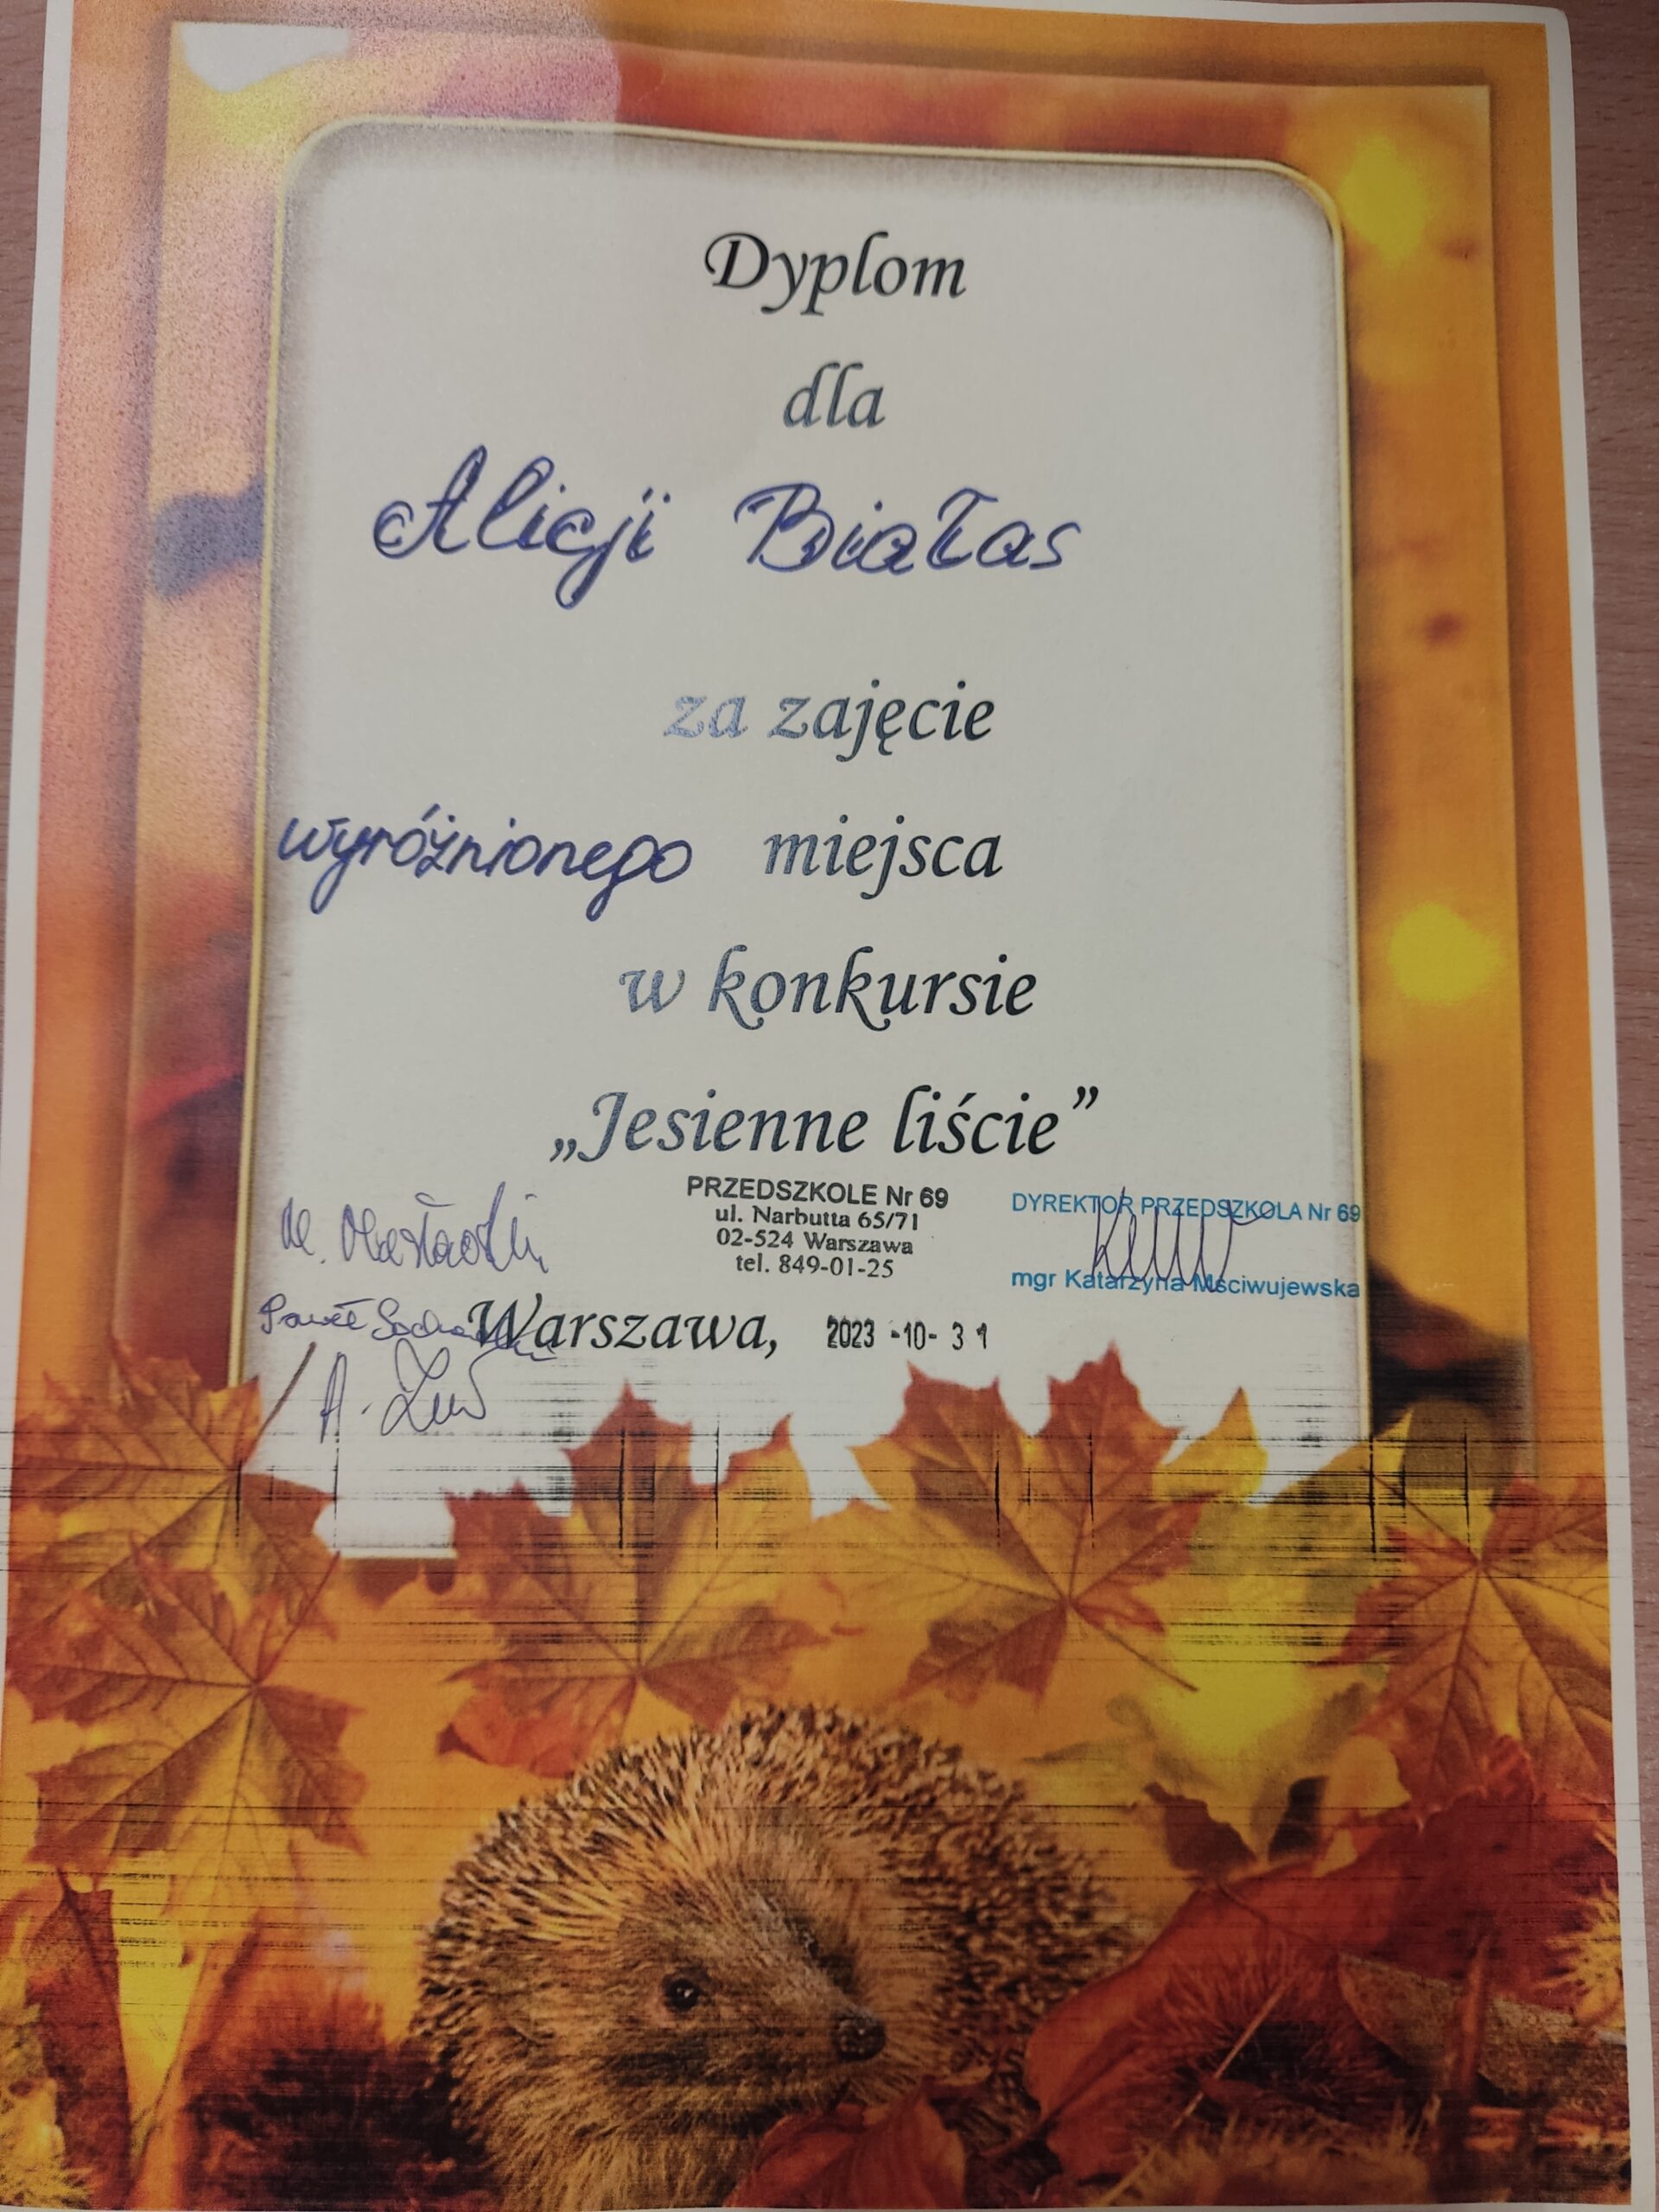 Dyplom
dla
Alicji Białas
za zajęcie
wyróżnionego miejsca
w konkursie
„Jesienne liście”
PRZEDSZKOLE Nr 69
ul. Narbutta 65/71
02-524 Warszawa
tel. 849-01-25
DYREKTOR PRZEDSZKOLA Nr 69
mgr Katarzyna Mściwujewska
Paweł
Warszawa, 2023 -10- 31